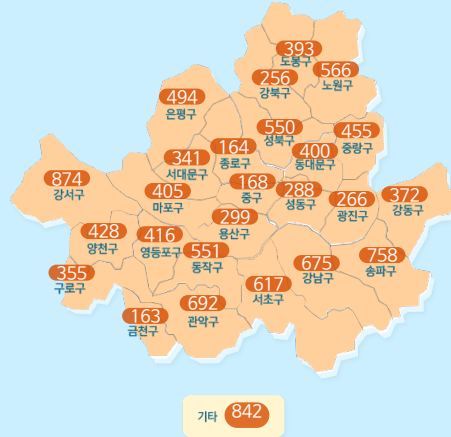 393
도봉구
566
노원구
256
강북구
494
은평구
550
성북구
455
중랑구
164
종로구
400
동대문구
341
서대문구
874
강서구
405
마포구
168
중구
288
성동구
266
광진구
372
강동구
299
용산구
428
양천구
416
영등포구
551
동작구
675
강남구
758
송파구
355
구로구
617
서초구
692
관악구
163
금천구
기타 842